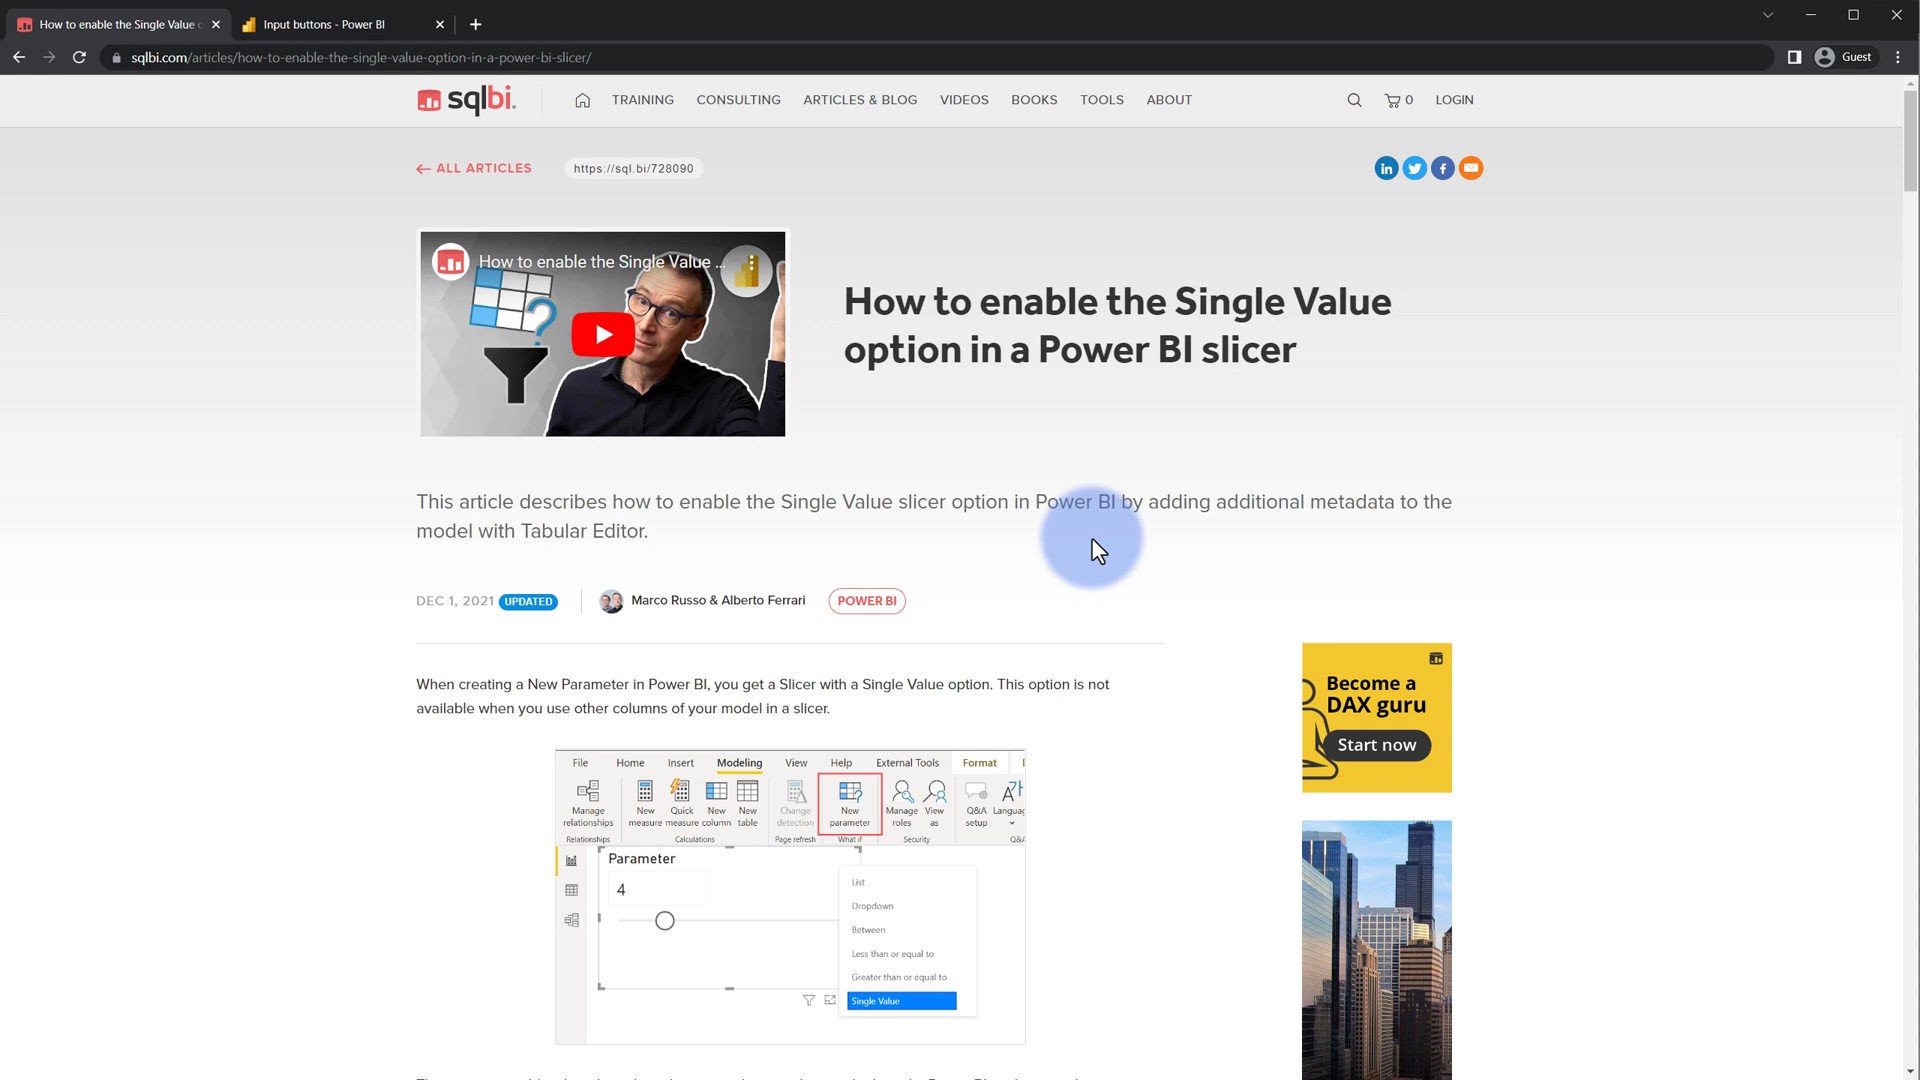 How to enable the Single Value
Input buttons - Power BI
sqlbi.com/articles/how-to-enable-the-single-value-option-in-a-power-bi-slicer/
Guest
sqlbi.
TRAINING
CONSULTING
ARTICLES & BLOG
VIDEOS
BOOKS
TOOLS
ABOUT
0
LOGIN
ALL ARTICLES
https://sql.bi/728090
How to enable the Single Value ...
How to enable the Single Value
option in a Power BI slicer
This article describes how to enable the Single Value slicer option in Power BI by adding additional metadata to the
model with Tabular Editor.
DEC 1, 2021
UPDATED
Marco Russo & Alberto Ferrari
POWER BI
When creating a New Parameter in Power BI, you get a Slicer with a Single Value option. This option is not
available when you use other columns of your model in a slicer.
File
Home
Insert
Modeling
View
Help
External Tools
Format
Manage
relationships
New
measure
Quick
measure
New
column
New
table
Change
detection
New
parameter
Manage
roles
View
as
Q&A
setup
Relationships
Calculations
Page refresh
What if
Security
Parameter
4
List
Dropdown
Between
Less than or equal to
Greater than or equal to
Single Value
Become a
DAX guru
Start now